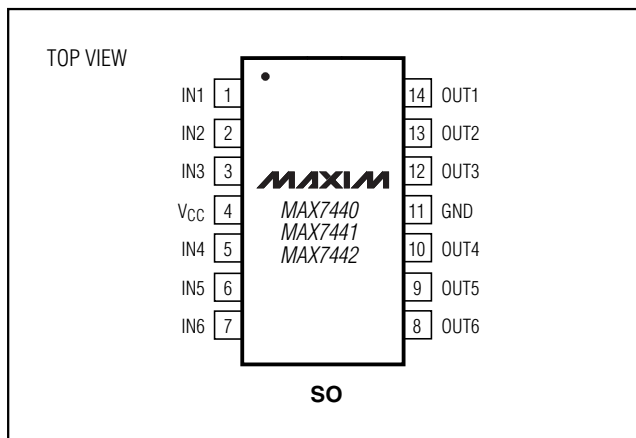 TOP VIEW
IN1 1 14 OUT1
IN2 2 13 OUT2
IN3 3 12 OUT3
MAXIM
VCC 4 MAX7440 11 GND
MAX7441
IN4 5 MAX7442 10 OUT4
IN5 6 9 OUT5
IN6 7 8 OUT6
SO